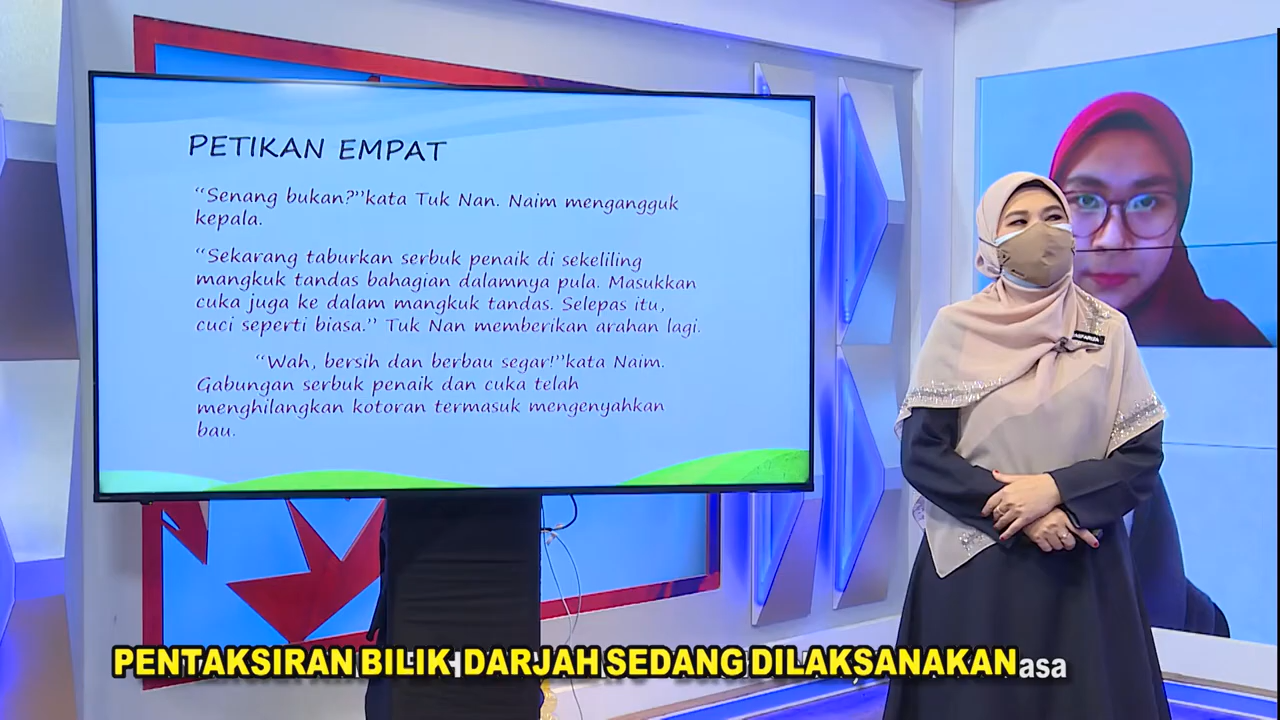 PETIKAN EMPAT
“Senang bukan?”kata Tuk Nan. Naim mengangguk
kepala.
“Sekarang taburkan serbuk penaik di sekeliling
mangkuk tandas bahagian dalamnya pula. Masukkan
cuka juga ke dalam mangkuk tandas. Selepas itu,
cuci seperti biasa.” Tuk Nan memberikan arahan lagi.
“Wah, bersih dan berbau segar!”kata Naim.
Gabungan serbuk penaik dan cuka telah
menghilangkan kotoran termasuk mengenyahkan
bau.
PENTAKSIRAN BILIK DARJAH SEDANG DILAKSANAKAN